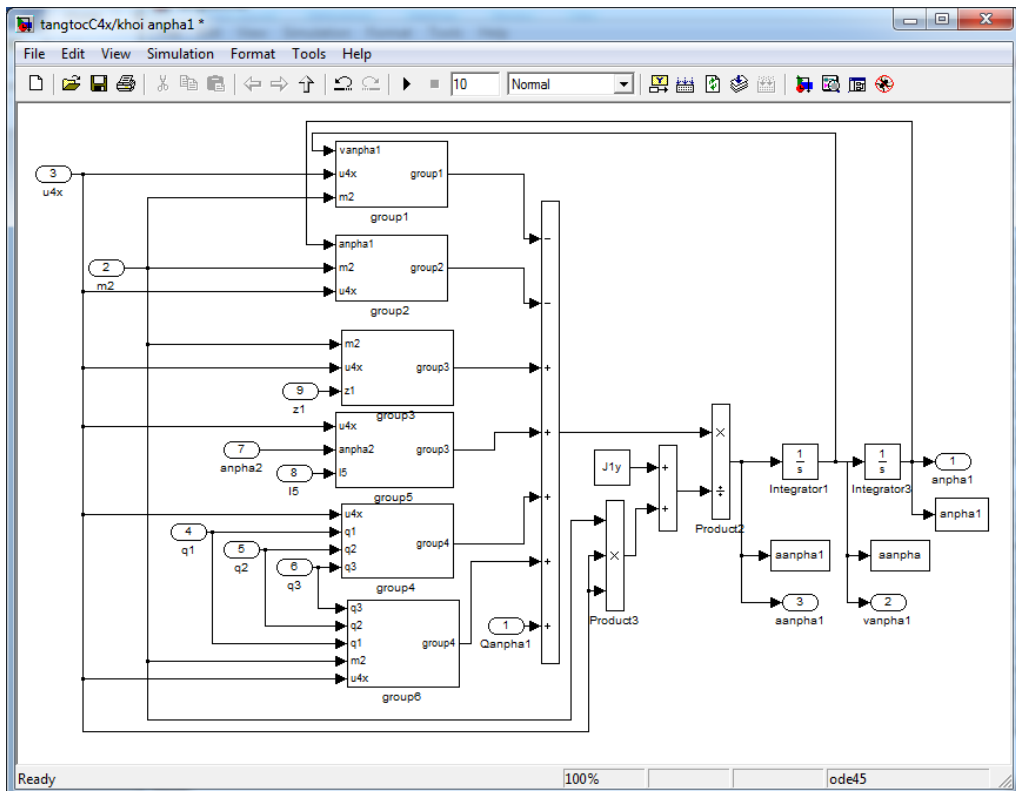 tangtocC4x/khoi anpha1 *
File Edit View Simulation Format Tools Help
10 Normal
3
u4x
vanpha1
u4x group1
m2
group1
2
m2
anpha1
m2 group2
u4x
group2
m2
u4x group3
9
z1
z1
group3
u4x
7
anpha2
anpha2 group3
8
l5
l5
group5
u4x
4
q1
q1
5
q2
q2 group4
6
q3
q3
group4
q3
q2
q1 group4
m2
u4x
group6
−
−
+
+
+
+
1
Qanpha1
+
J1y
+
+
×
Product3
×
÷
Product2
1
s
Integrator1
1
s
Integrator3
1
anpha1
anpha1
aanpha1
aanpha
3
aanpha1
2
vanpha1
Ready 100% ode45